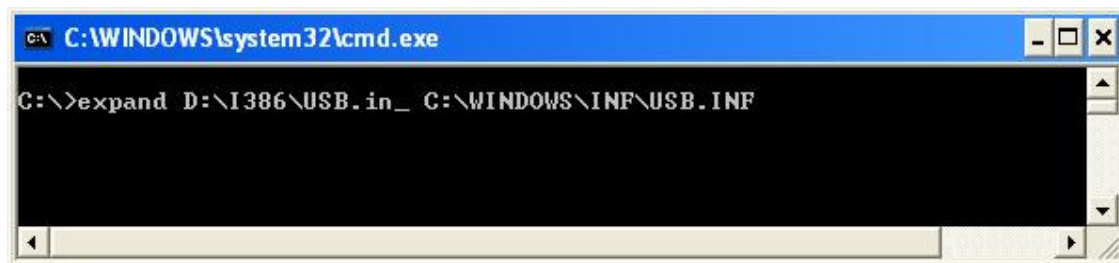 C:\WINDOWS\system32\cmd.exe
C:\>expand D:\I386\USB.in_ C:\WINDOWS\INF\USB.INF